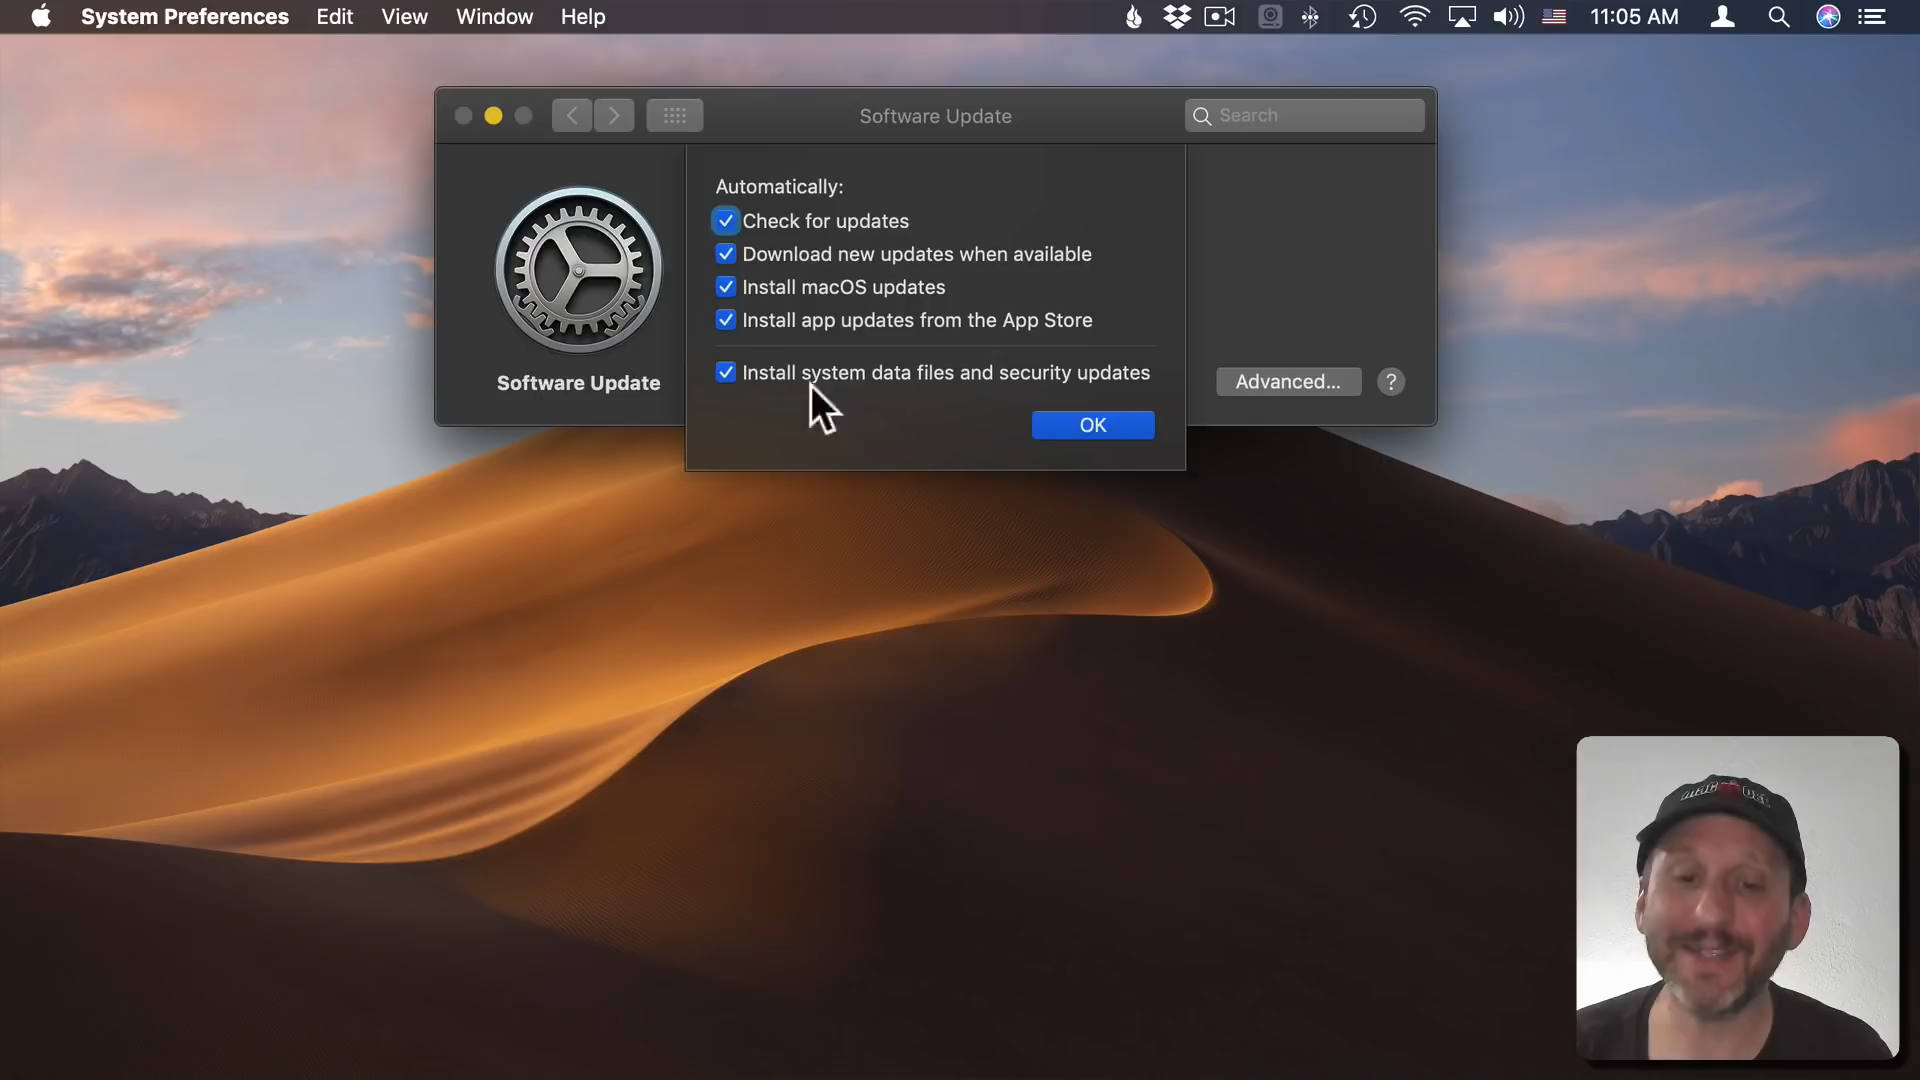 System Preferences Edit View Window Help 11:05 AM
Software Update
Search
Automatically:
Check for updates
Download new updates when available
Install macOS updates
Install app updates from the App Store
Install system data files and security updates
Software Update
Advanced... ?
OK